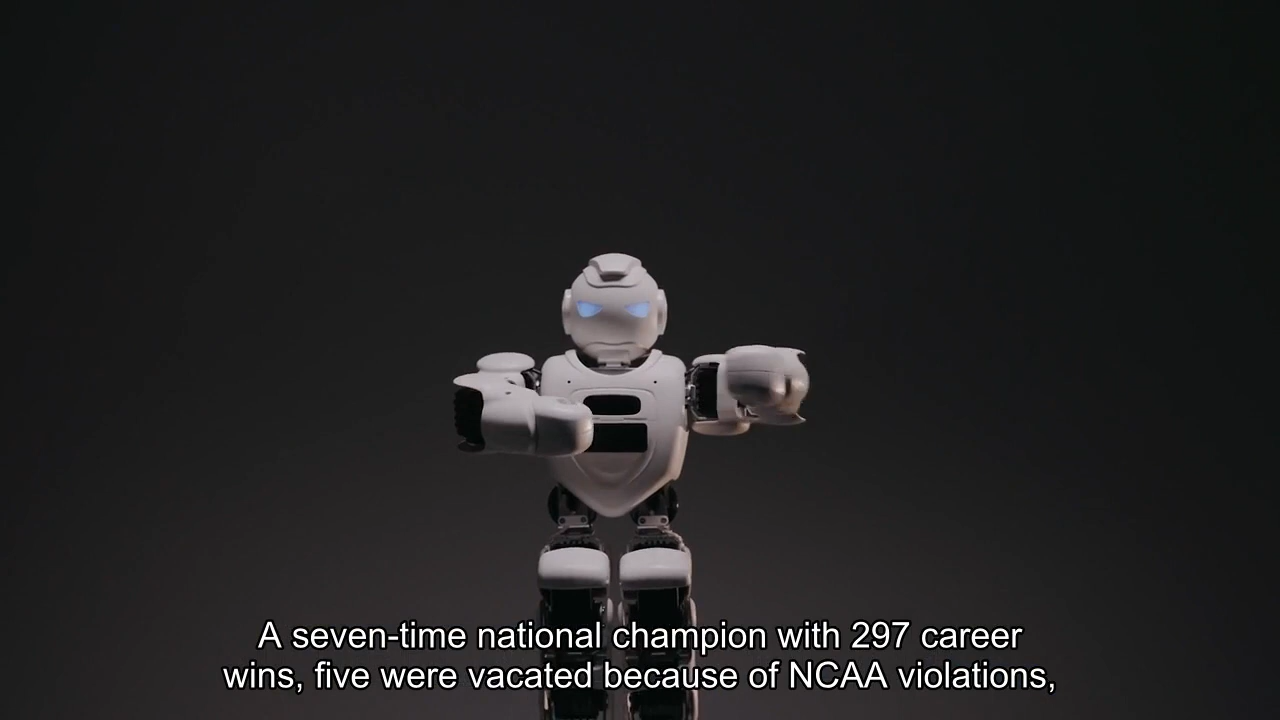 A seven-time national champion with 297 career
wins, five were vacated because of NCAA violations,